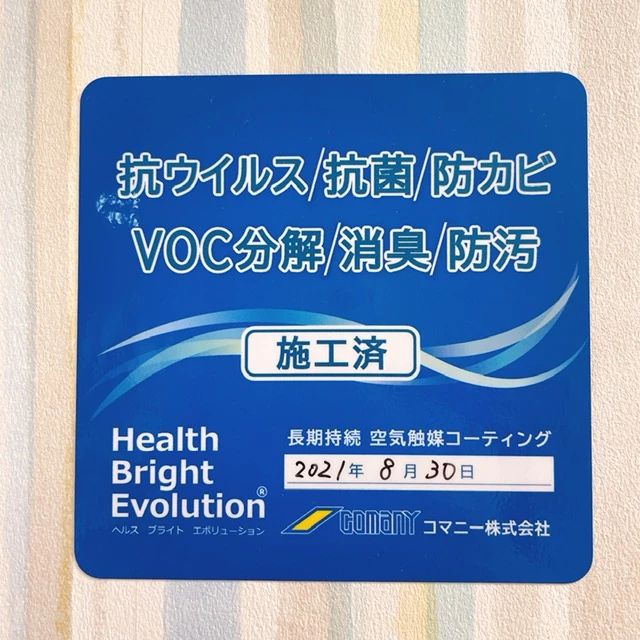 抗ウイルス/抗菌/防カビ
VOC分解/消臭/防汚
施工済
Health
Bright
Evolution®
ヘルス ブライト エボリューション
長期持続 空気触媒コーティング
2021年 8月 30日
comany コマニー株式会社